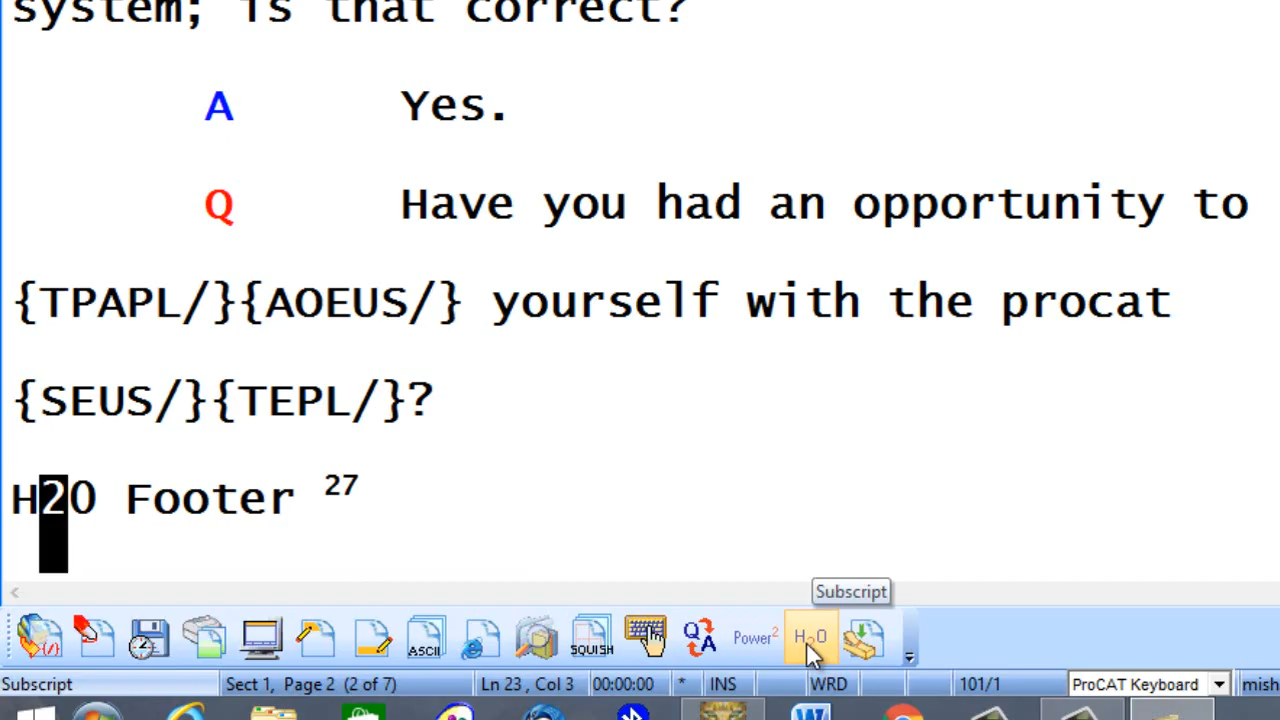 system; is that correct?
A Yes.
Q Have you had an opportunity to
{TPAPL/}{AOEUS/} yourself with the procat
{SEUS/}{TEPL/}?
H2O Footer 27
Subscript
ASCII SQUISH Q A Power2 H2O
Subscript Sect 1, Page 2 (2 of 7) Ln 23 , Col 3 00:00:00 * INS WRD 101/1 ProCAT Keyboard mish